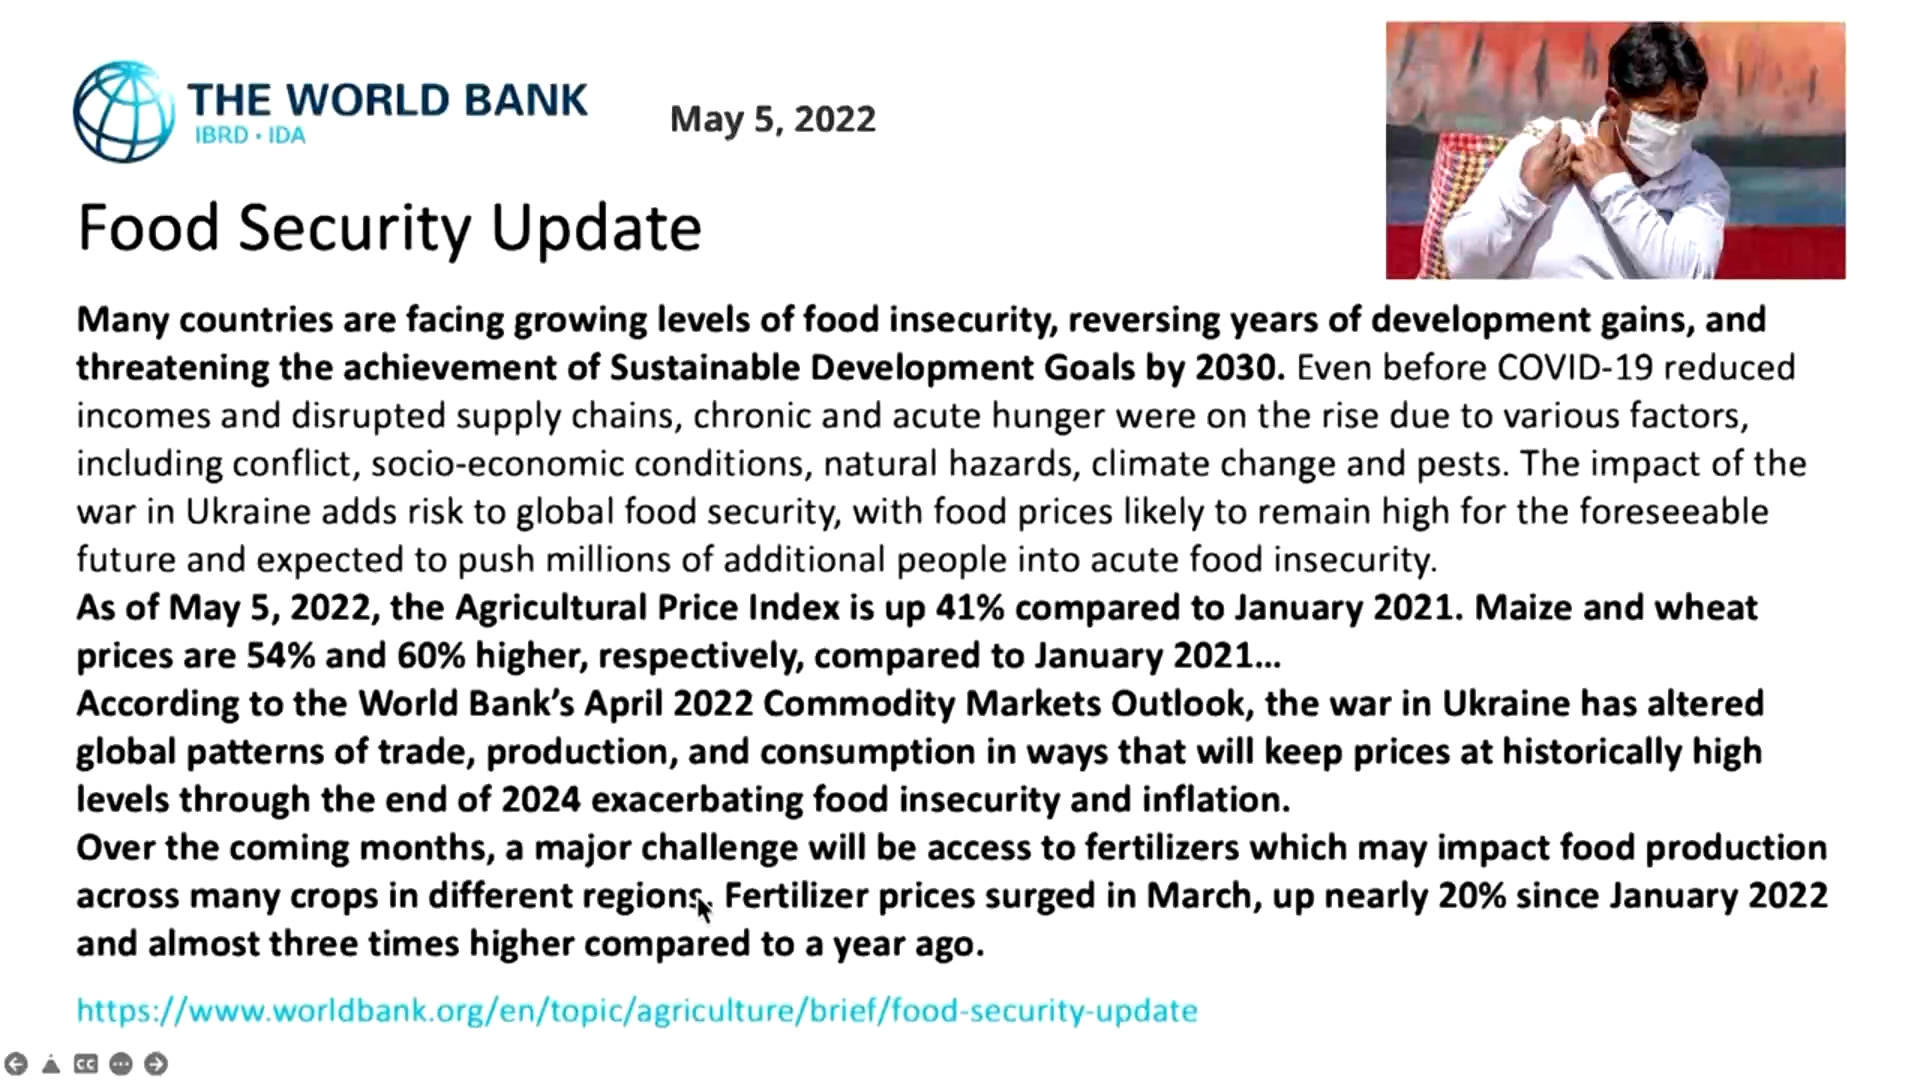 THE WORLD BANK
IBRD • IDA
May 5, 2022
Food Security Update
Many countries are facing growing levels of food insecurity, reversing years of development gains, and
threatening the achievement of Sustainable Development Goals by 2030. Even before COVID-19 reduced
incomes and disrupted supply chains, chronic and acute hunger were on the rise due to various factors,
including conflict, socio-economic conditions, natural hazards, climate change and pests. The impact of the
war in Ukraine adds risk to global food security, with food prices likely to remain high for the foreseeable
future and expected to push millions of additional people into acute food insecurity.
As of May 5, 2022, the Agricultural Price Index is up 41% compared to January 2021. Maize and wheat
prices are 54% and 60% higher, respectively, compared to January 2021…
According to the World Bank’s April 2022 Commodity Markets Outlook, the war in Ukraine has altered
global patterns of trade, production, and consumption in ways that will keep prices at historically high
levels through the end of 2024 exacerbating food insecurity and inflation.
Over the coming months, a major challenge will be access to fertilizers which may impact food production
across many crops in different regions. Fertilizer prices surged in March, up nearly 20% since January 2022
and almost three times higher compared to a year ago.
https://www.worldbank.org/en/topic/agriculture/brief/food-security-update
CC